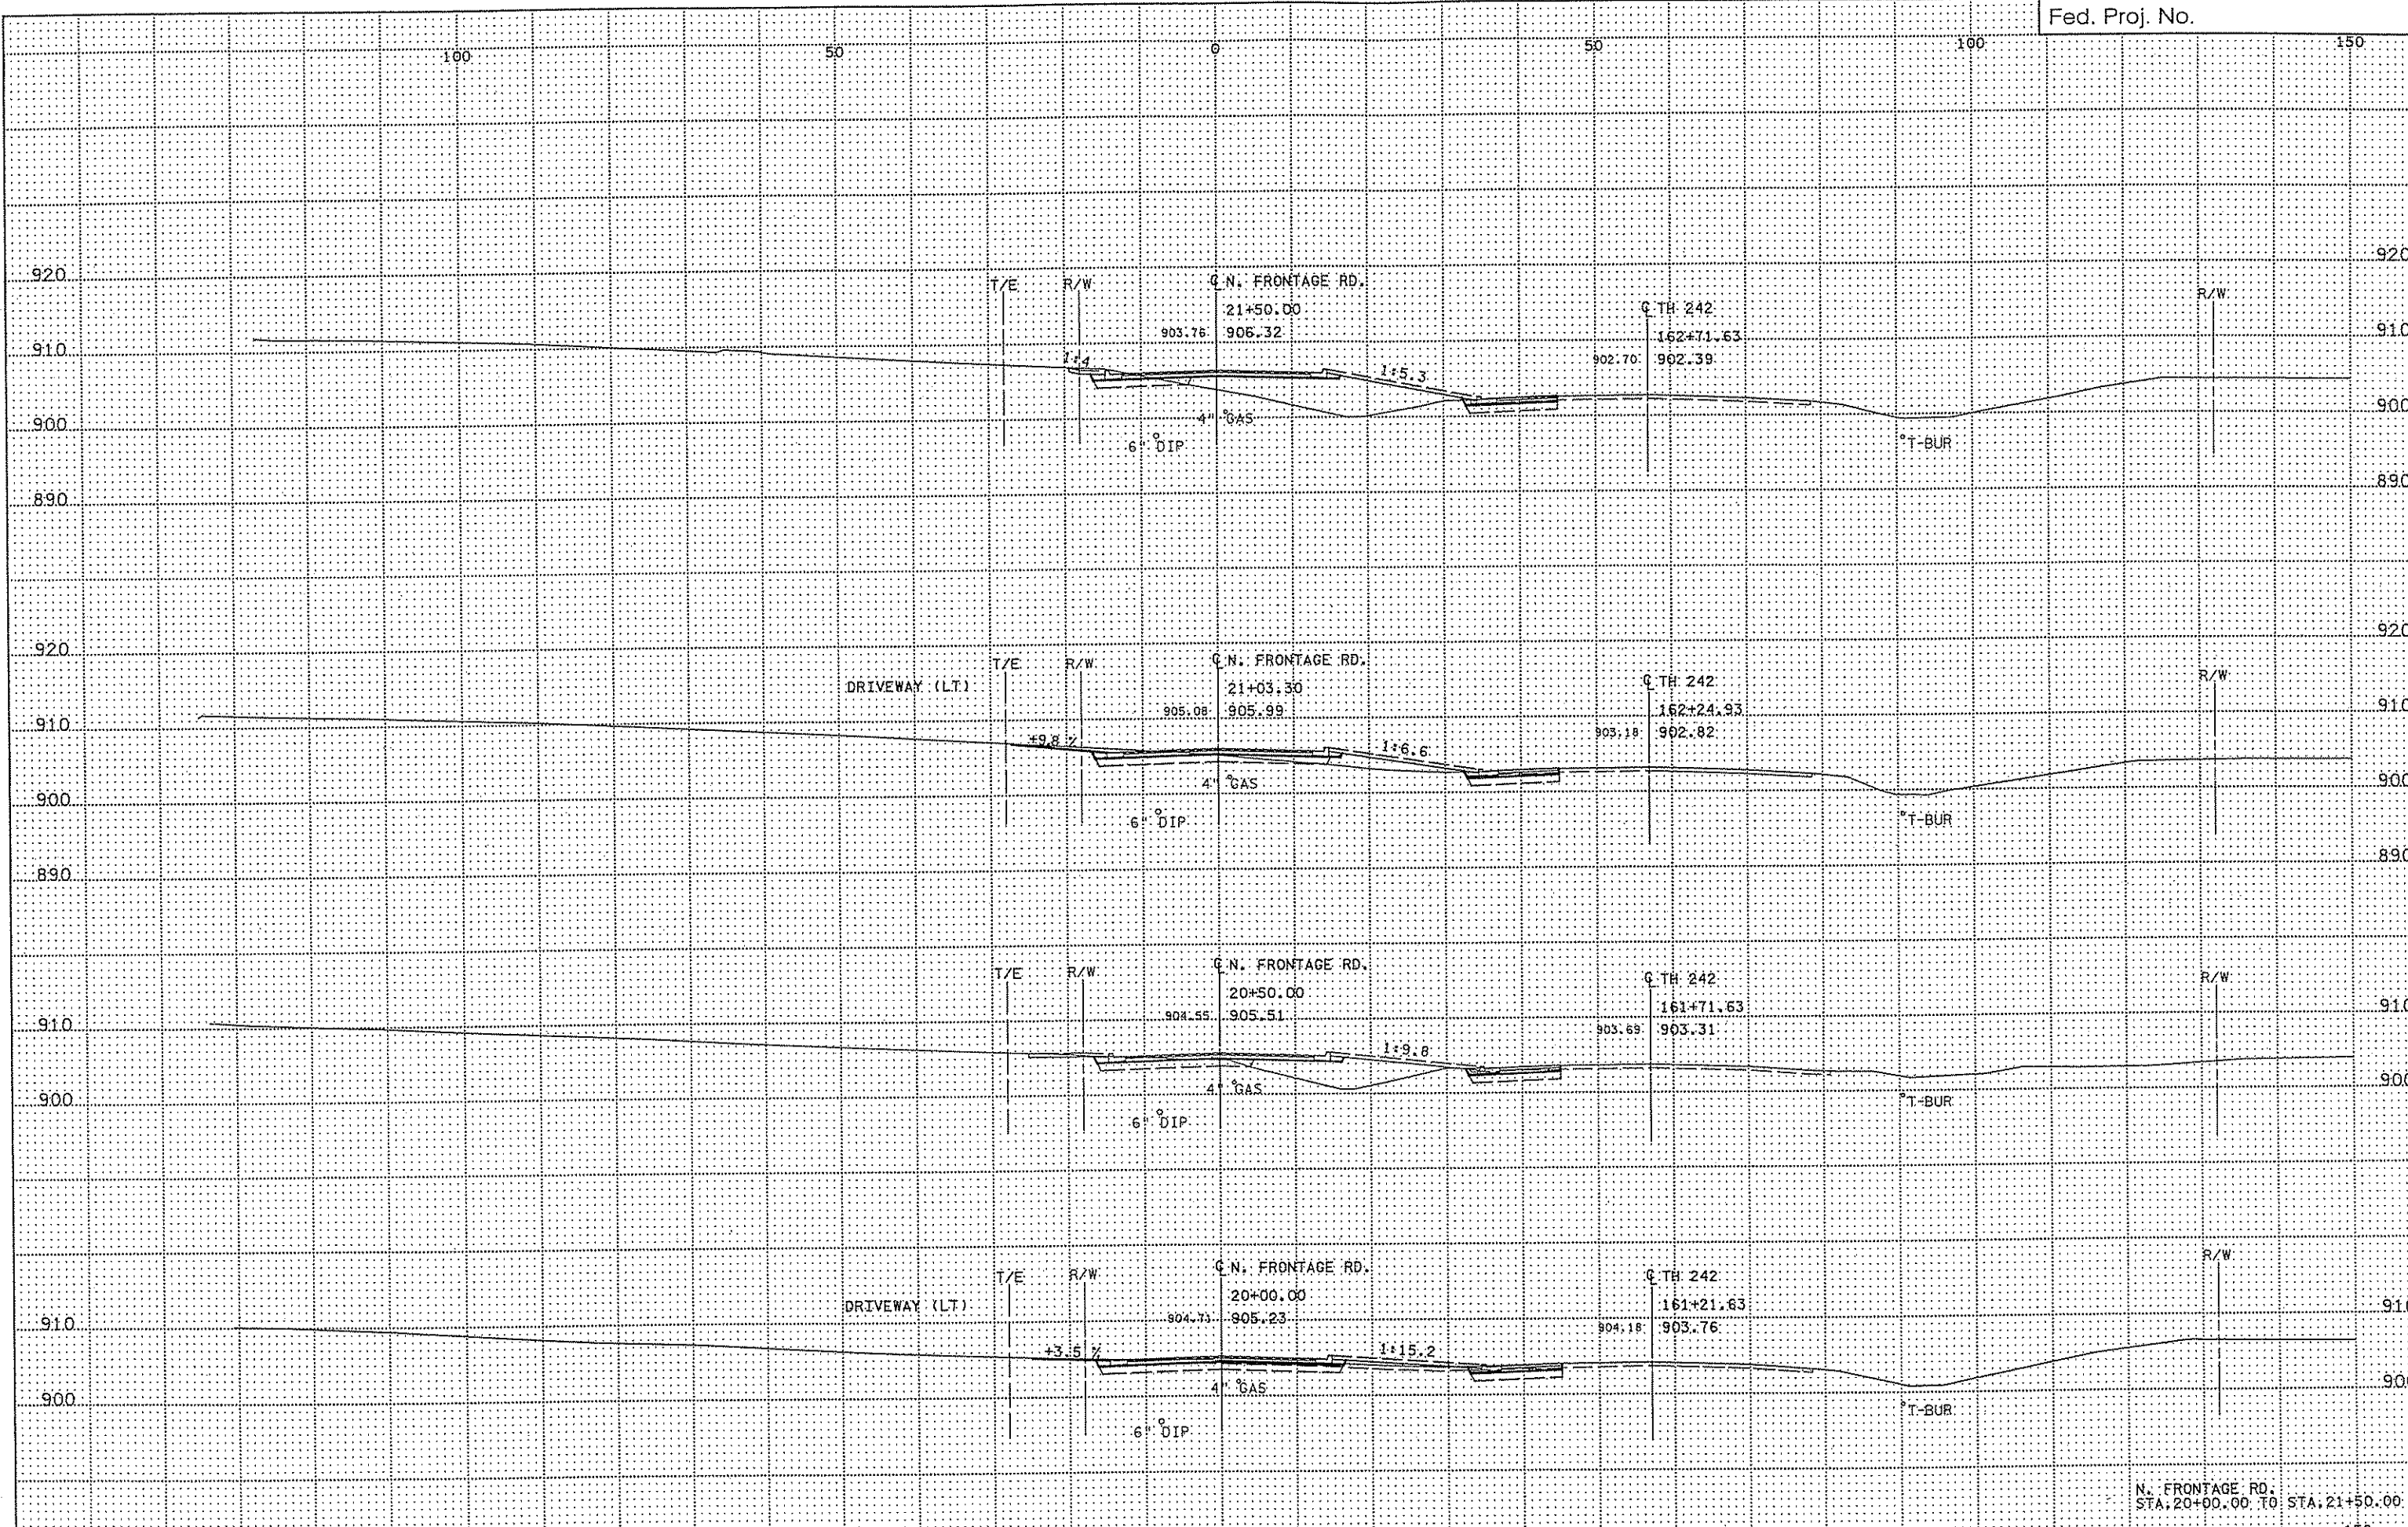 Fed. Proj. No.
100 50 0 50 100 150
920 920
T/E R/W ℄ N. FRONTAGE RD. R/W
21+50.00 ℄ TH 242
903.76 906.32 162+71.63
902.70 902.39
910 910
1:4 1:5.3
900 4" GAS 900
6" DIP T-BUR
890 890
920 920
T/E R/W ℄ N. FRONTAGE RD. R/W
DRIVEWAY (LT) 21+03.30 ℄ TH 242
905.08 905.99 162+24.93
903.18 902.82
910 910
+9.8 % 1:6.6
900 4" GAS 900
6" DIP T-BUR
890 890
T/E R/W ℄ N. FRONTAGE RD. R/W
20+50.00 ℄ TH 242
904.55 905.51 161+71.63
903.69 903.31
910 910
1:9.8
900 4" GAS 900
6" DIP T-BUR
T/E R/W ℄ N. FRONTAGE RD. R/W
DRIVEWAY (LT) 20+00.00 ℄ TH 242
904.71 905.23 161+21.63
904.18 903.76
910 910
+3.5 % 1:15.2
900 4" GAS 900
6" DIP T-BUR
N. FRONTAGE RD.
STA.20+00.00 TO STA.21+50.00